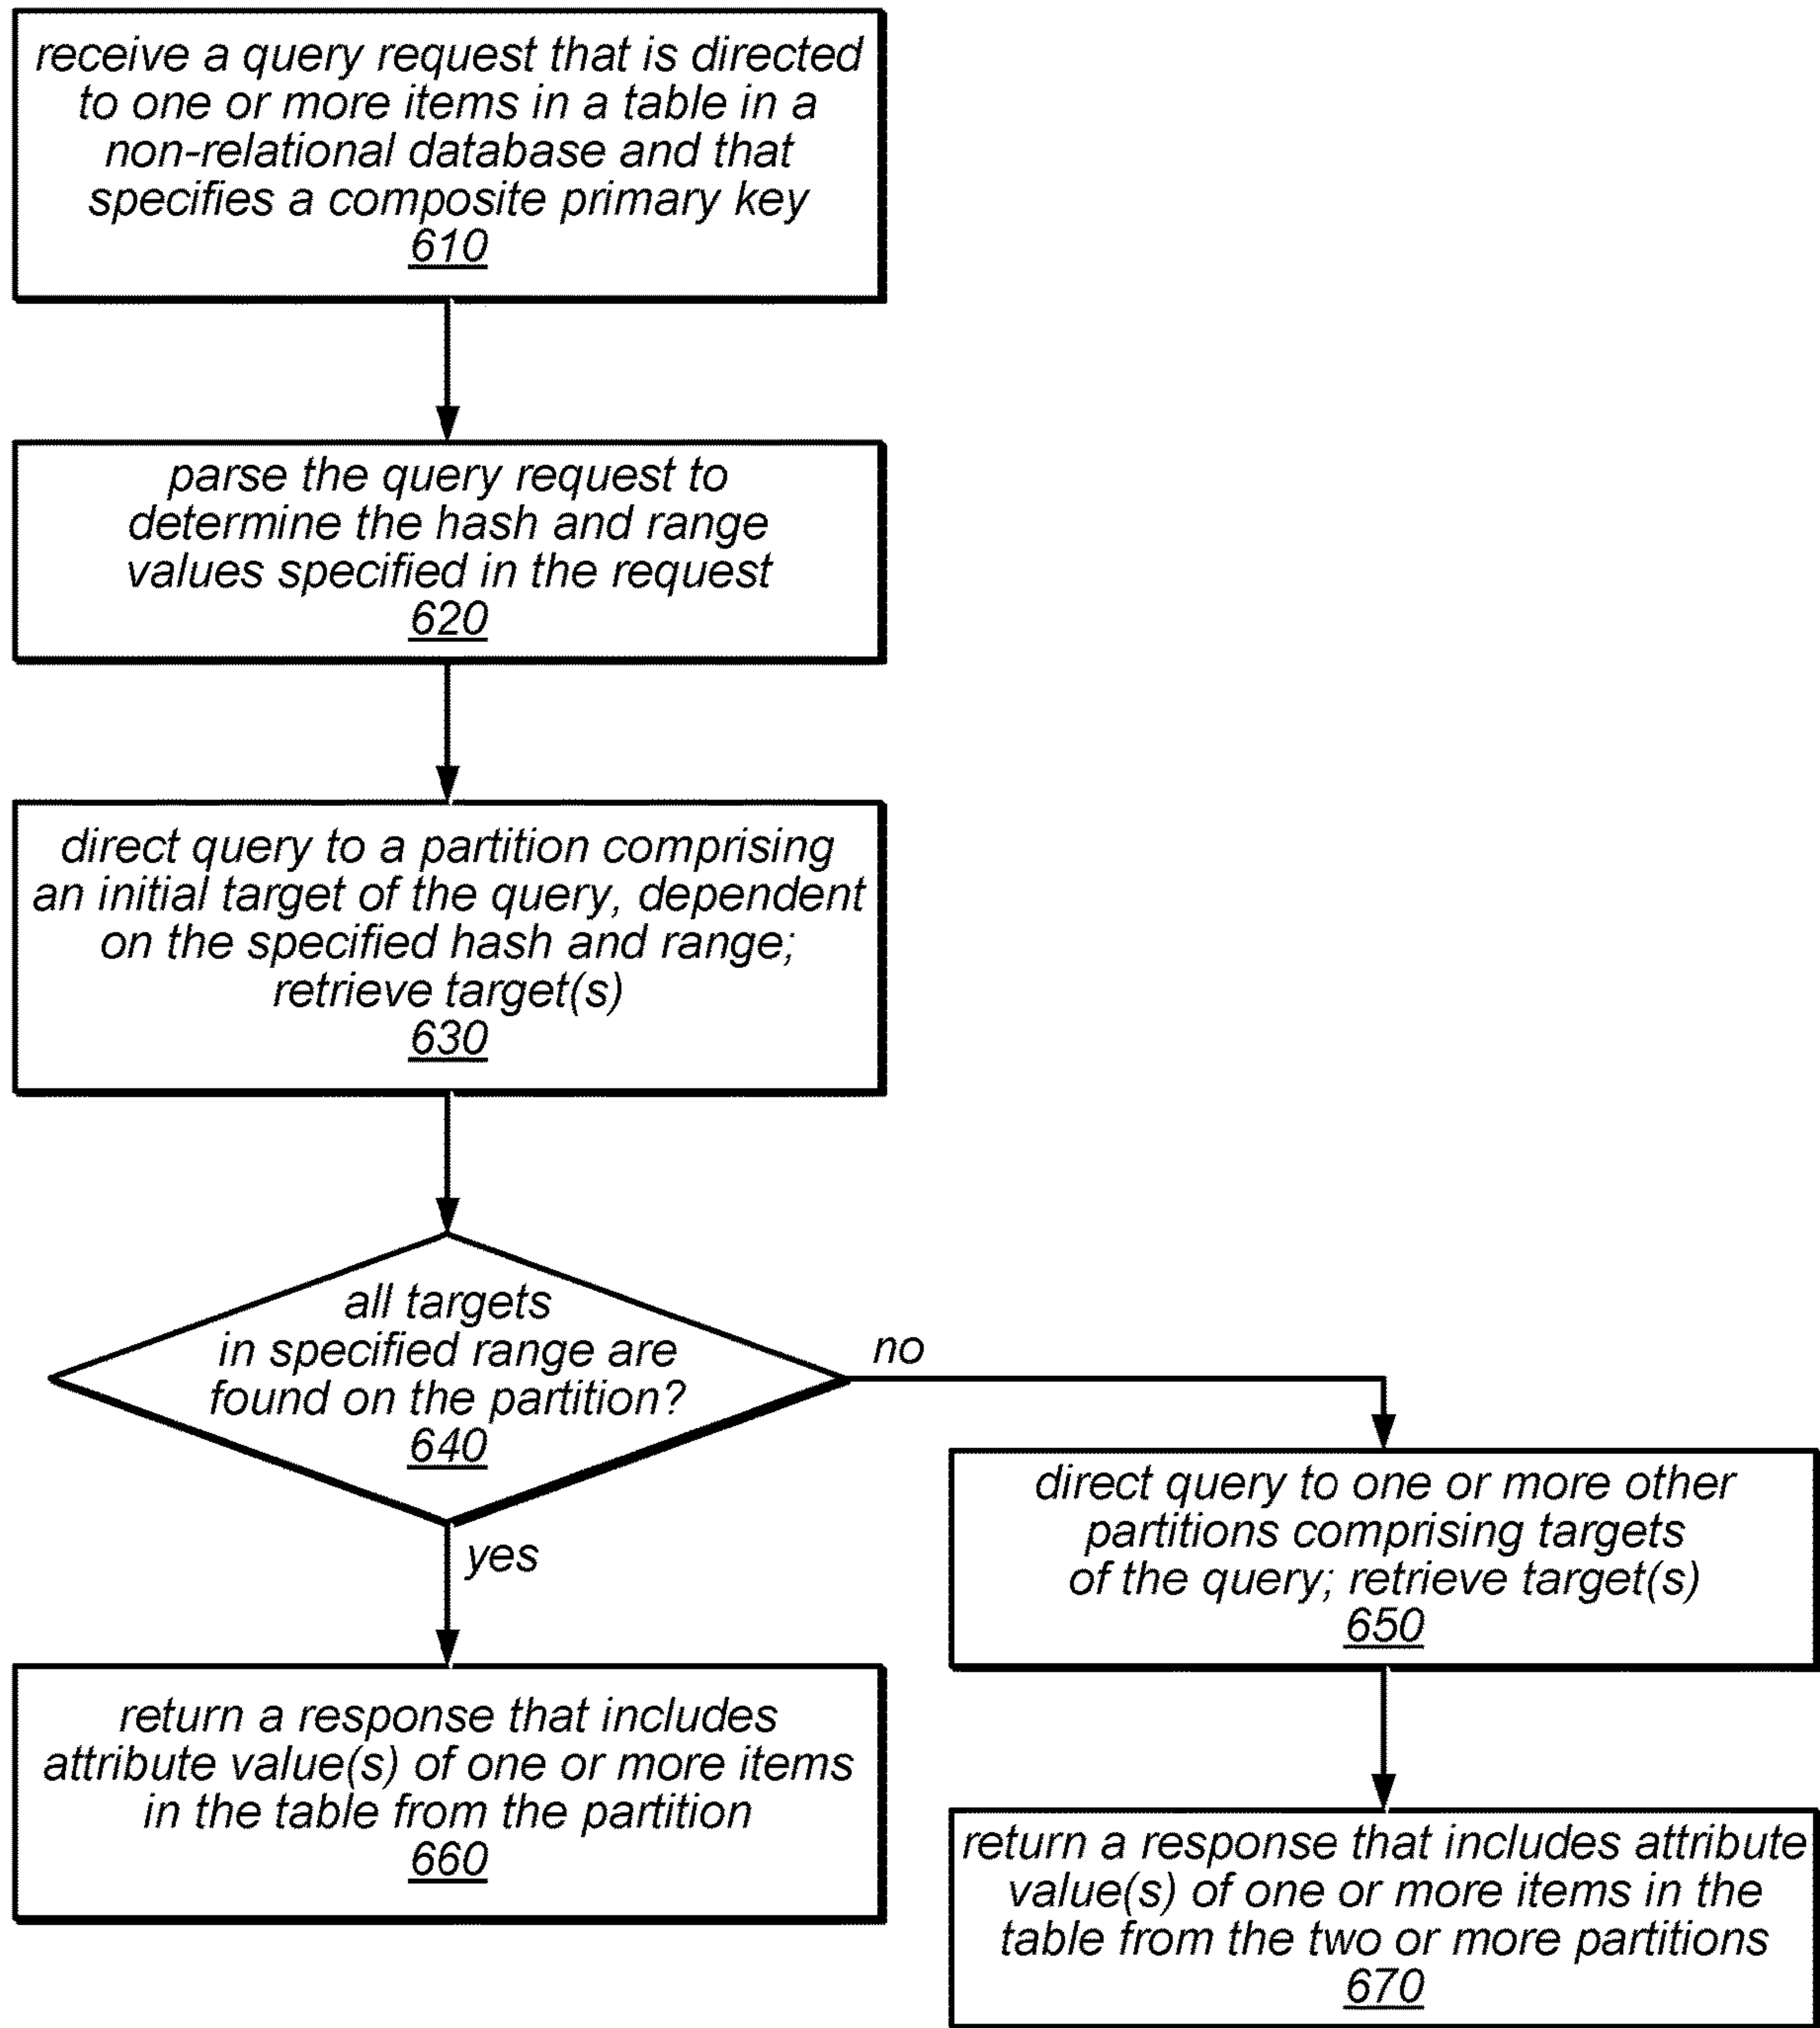 receive a query request that is directed
to one or more items in a table in a
non-relational database and that
specifies a composite primary key
610
parse the query request to
determine the hash and range
values specified in the request
620
direct query to a partition comprising
an initial target of the query, dependent
on the specified hash and range;
retrieve target(s)
630
all targets
in specified range are
found on the partition?
640
no
yes
direct query to one or more other
partitions comprising targets
of the query; retrieve target(s)
650
return a response that includes
attribute value(s) of one or more items
in the table from the partition
660
return a response that includes attribute
value(s) of one or more items in the
table from the two or more partitions
670